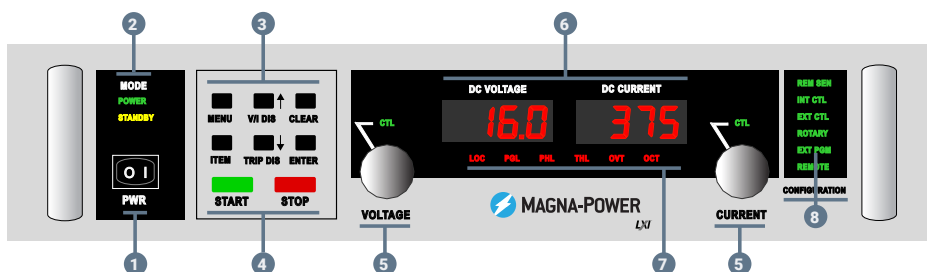 2
3
6
MODE
POWER
STANDBY
O I
PWR
MENU V/I DIS CLEAR
ITEM TRIP DIS ENTER
START STOP
CTL
VOLTAGE
DC VOLTAGE DC CURRENT
16.0 375
LOC PGL PHL THL OVT OCT
MAGNA-POWER
LXI
CTL
CURRENT
REM SEN
INT CTL
EXT CTL
ROTARY
EXT PGM
REMOTE
CONFIGURATION
8
1
4
5
7
5